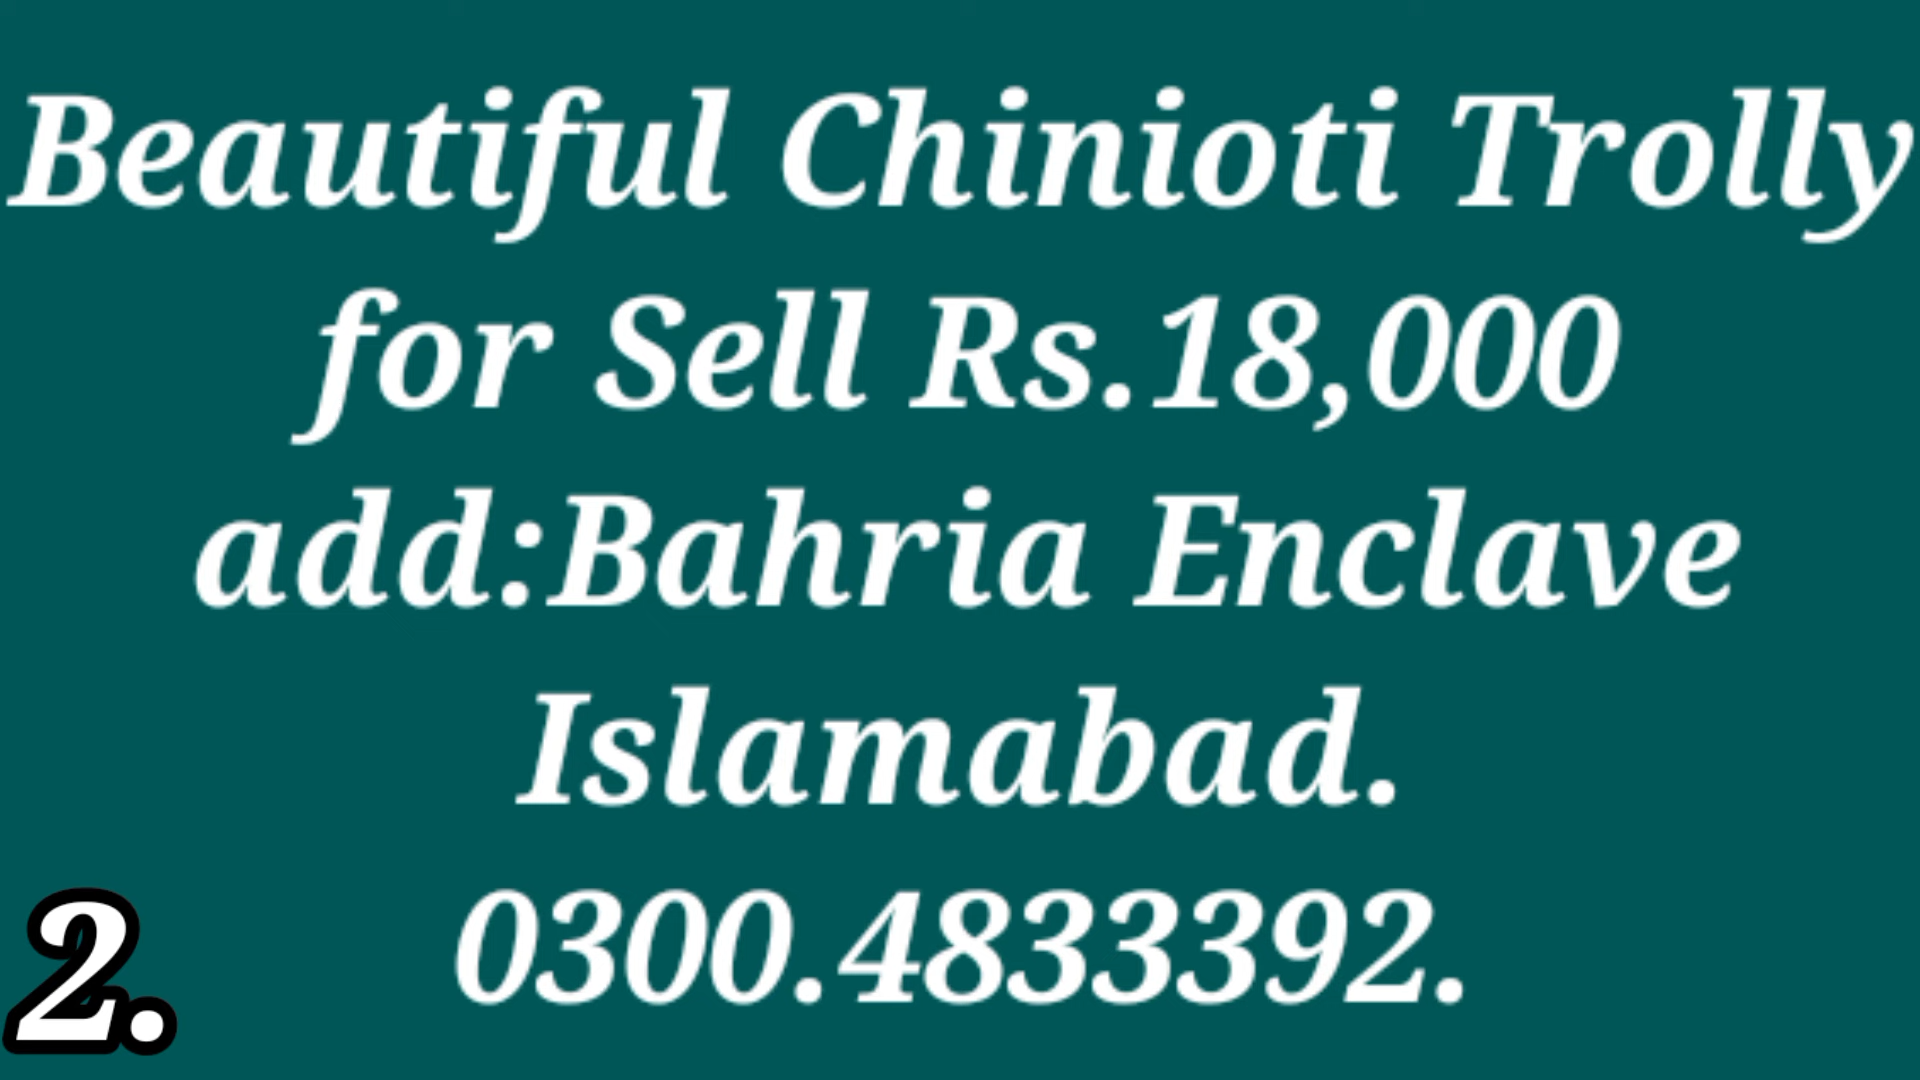 Beautiful Chinioti Trolly
for Sell Rs.18,000
add:Bahria Enclave
Islamabad.
0300.4833392.
2.